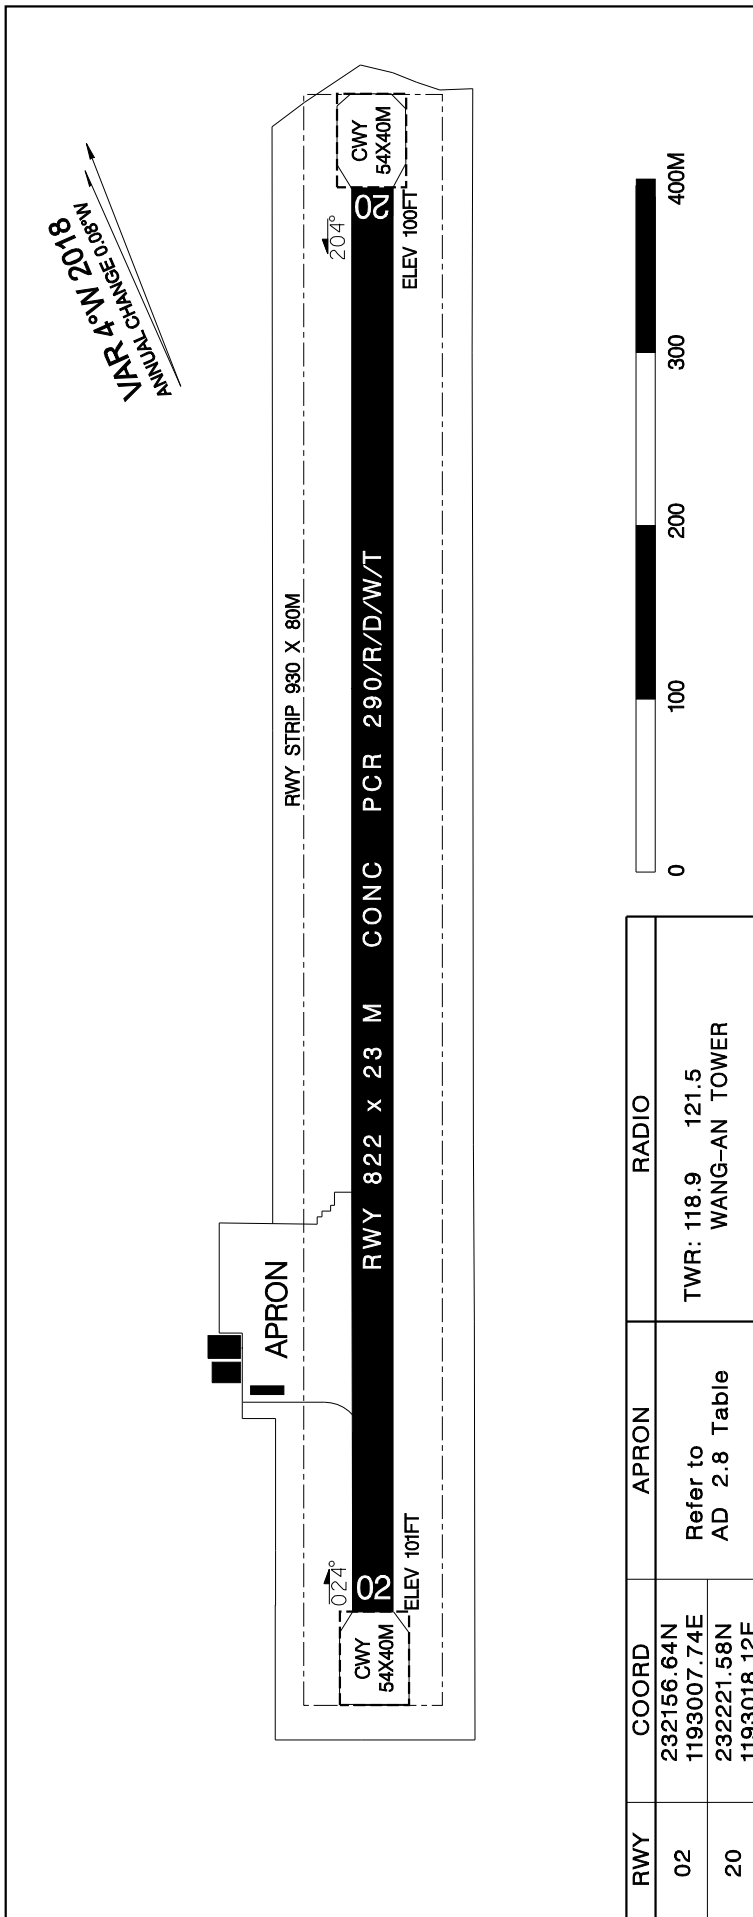 VAR 4°W 2018
ANNUAL CHANGE 0.08°W
CWY
54X40M
20
204°
ELEV 100FT
RWY STRIP 930 X 80M
RWY 822 x 23 M CONC PCR 290/R/D/W/T
APRON
024°
02
ELEV 101FT
CWY
54X40M
0 100 200 300 400M
RWY COORD APRON RADIO
02 232156.64N
1193007.74E
20 232221.58N
1193018.12E
Refer to
AD 2.8 Table
TWR: 118.9 121.5
WANG-AN TOWER